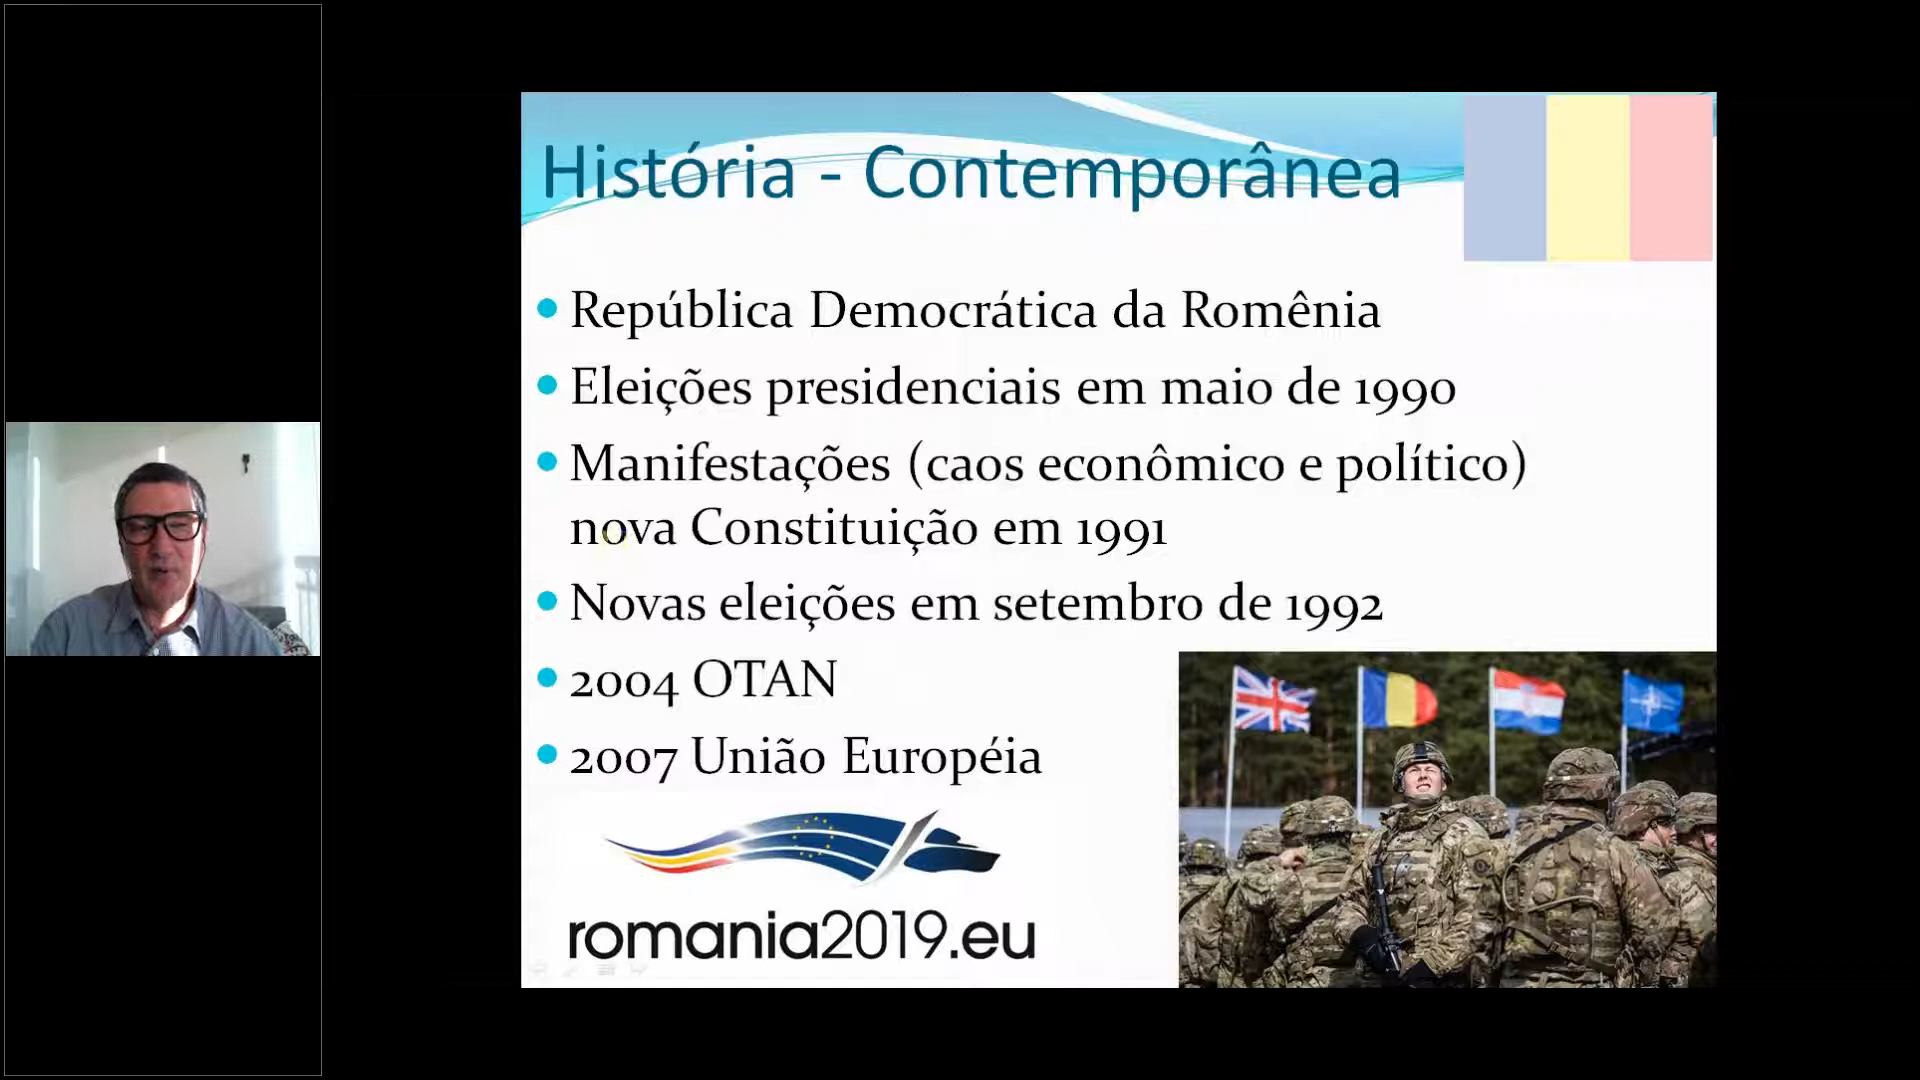 História - Contemporânea
República Democrática da Romênia
Eleições presidenciais em maio de 1990
Manifestações (caos econômico e político)
nova Constituição em 1991
Novas eleições em setembro de 1992
2004 OTAN
2007 União Européia
romania2019.eu